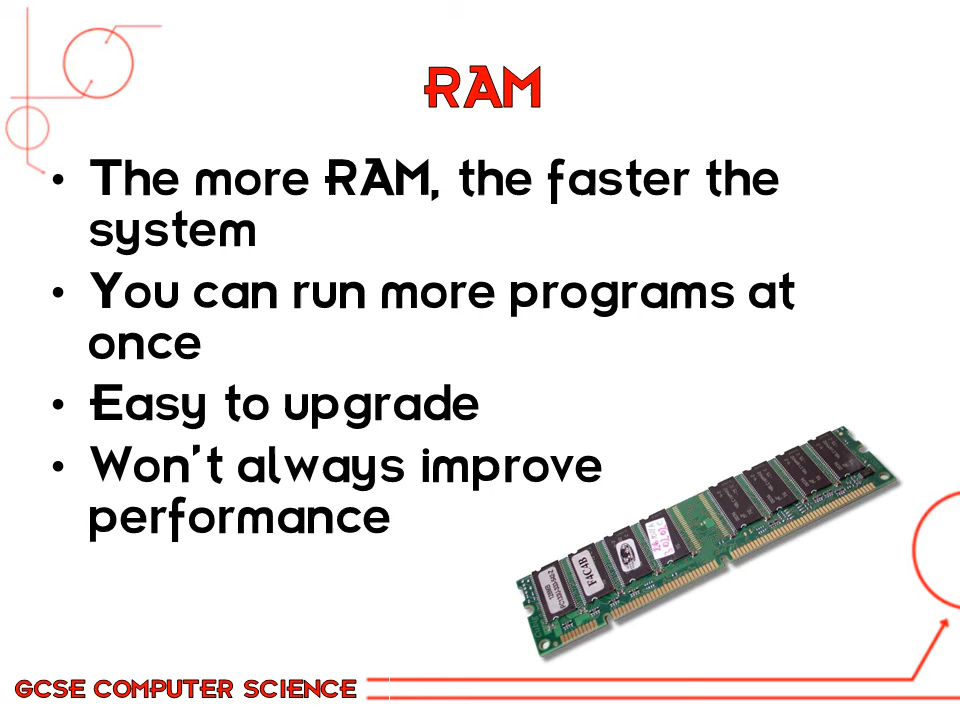 RAM
• The more RAM, the faster the
system
• You can run more programs at
once
• Easy to upgrade
• Won't always improve
performance
F4C4B
GCSE COMPUTER SCIENCE